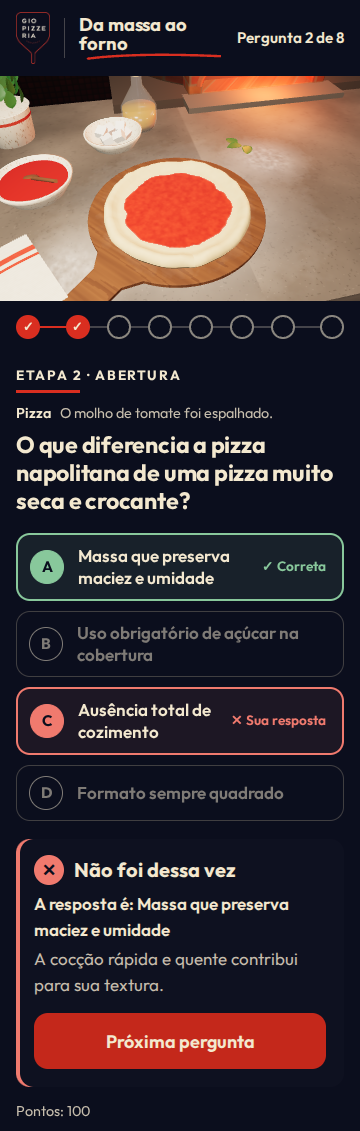 GIO
PIZZE
RIA
Da massa ao
forno
Pergunta 2 de 8
✓ ✓
ETAPA 2 · ABERTURA
Pizza O molho de tomate foi espalhado.
O que diferencia a pizza
napolitana de uma pizza muito
seca e crocante?
A
Massa que preserva
maciez e umidade
✓ Correta
B
Uso obrigatório de açúcar na
cobertura
C
Ausência total de
cozimento
✕ Sua resposta
D
Formato sempre quadrado
✕ Não foi dessa vez
A resposta é: Massa que preserva
maciez e umidade
A cocção rápida e quente contribui
para sua textura.
Próxima pergunta
Pontos: 100